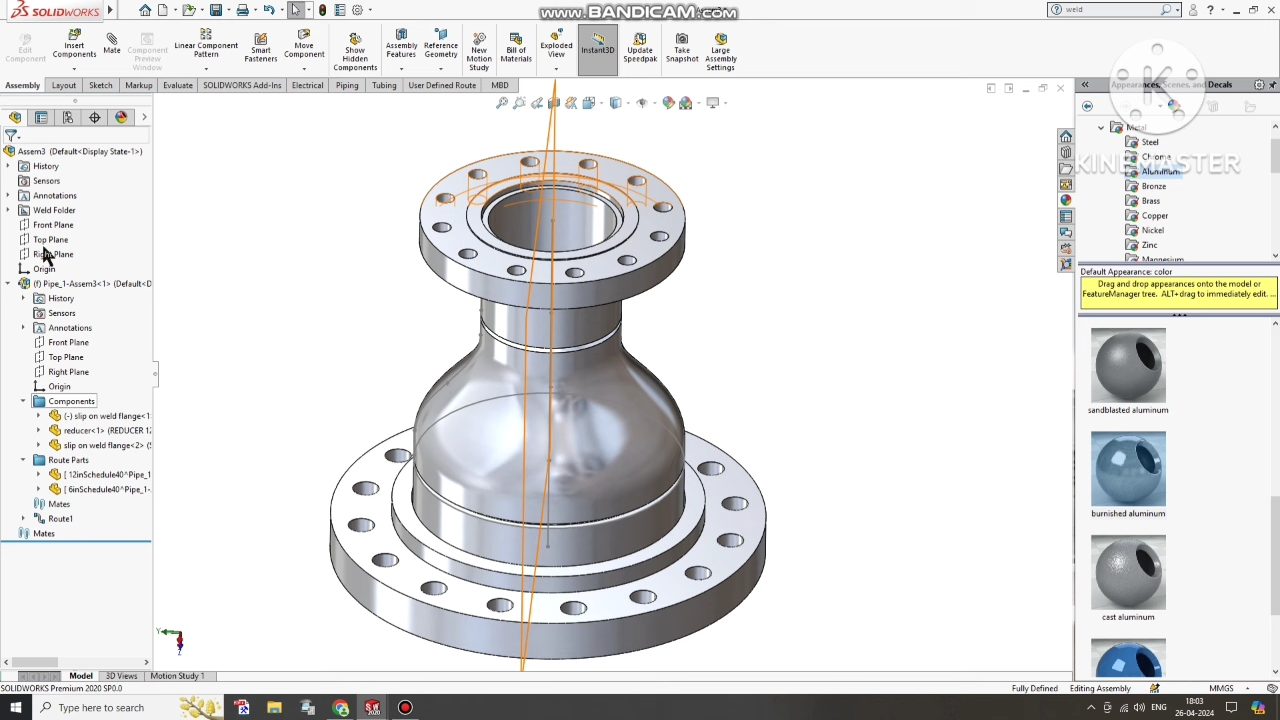 SOLIDWORKS
www.BANDICAM.com
weld
Edit Component
Insert Components
Mate
Component Preview Window
Linear Component Pattern
Smart Fasteners
Move Component
Show Hidden Components
Assembly Features
Reference Geometry
New Motion Study
Bill of Materials
Exploded View
Instant3D
Update Speedpak
Take Snapshot
Large Assembly Settings
Assembly
Layout
Sketch
Markup
Evaluate
SOLIDWORKS Add-Ins
Electrical
Piping
Tubing
User Defined Route
MBD
Appearances, Scenes, and Decals
K
KINEMASTER
Assem3 (Default<Display State-1>)
History
Sensors
Annotations
Weld Folder
Front Plane
Top Plane
Right Plane
Origin
(f) Pipe_1-Assem3<1> (Default<D
History
Sensors
Annotations
Front Plane
Top Plane
Right Plane
Origin
Components
(-) slip on weld flange<1
reducer<1> (REDUCER 12
slip on weld flange<2> (S
Route Parts
[ 12inSchedule40^Pipe_1
[ 6inSchedule40^Pipe_1-
Mates
Route1
Mates
Metal
Steel
Chrome
Aluminum
Bronze
Brass
Copper
Nickel
Zinc
Magnesium
Default Appearance: color
Drag and drop appearances onto the model or
FeatureManager tree. ALT+drag to immediately edit. ...
sandblasted aluminum
burnished aluminum
cast aluminum
Y
Z
Model
3D Views
Motion Study 1
SOLIDWORKS Premium 2020 SP0.0
Fully Defined
Editing Assembly
MMGS
Type here to search
ENG
18:03
26-04-2024